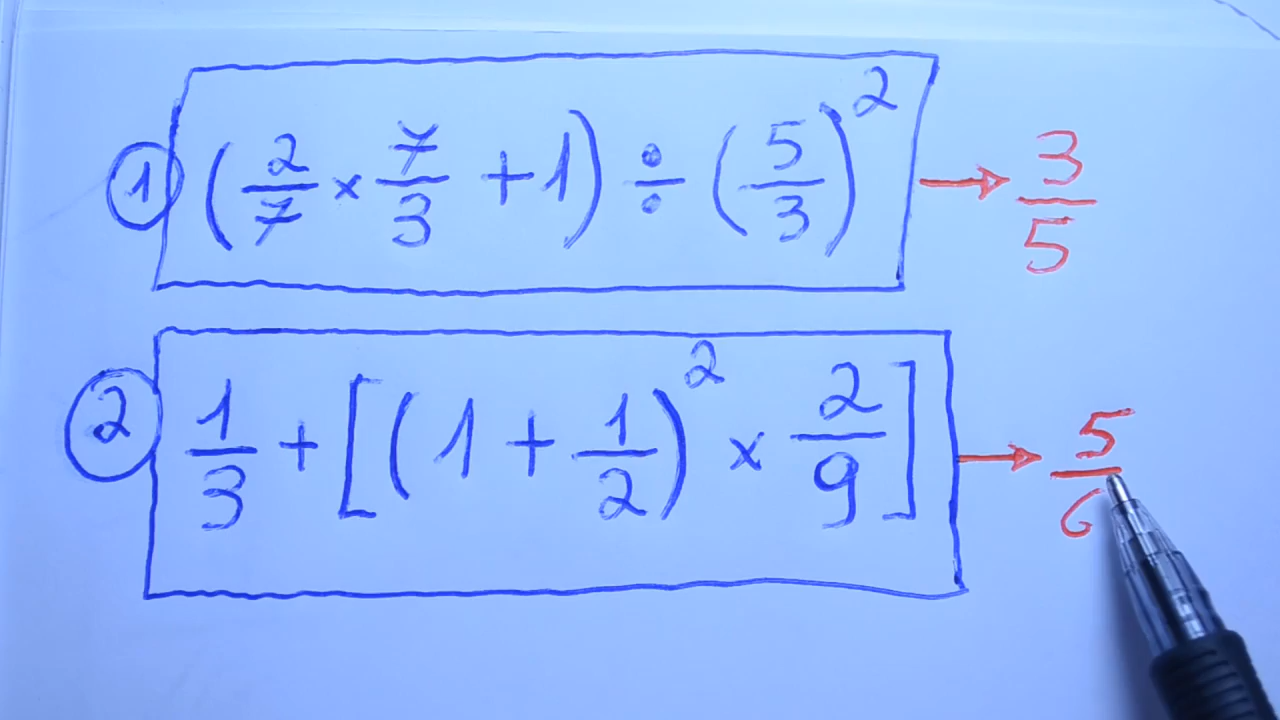 ① (2/7 × 7/3 + 1) ÷ (5/3)² → 3/5
② 1/3 + [(1 + 1/2)² × 2/9] → 5/6